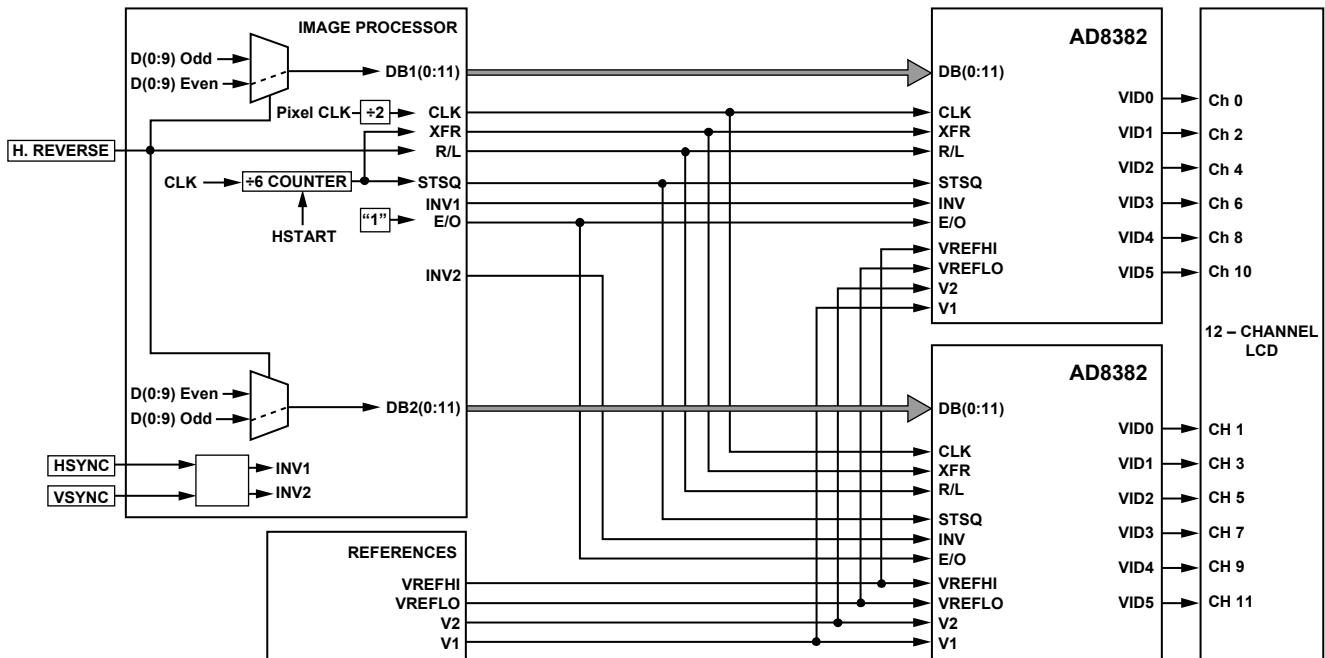 IMAGE PROCESSOR
D(0:9) Odd
D(0:9) Even
DB1(0:11)
Pixel CLK
÷2
CLK
XFR
H. REVERSE
R/L
CLK
÷6 COUNTER
STSQ
INV1
HSTART
“1”
E/O
INV2
D(0:9) Even
D(0:9) Odd
DB2(0:11)
HSYNC
VSYNC
INV1
INV2
REFERENCES
VREFHI
VREFLO
V2
V1
AD8382
DB(0:11)
CLK
XFR
R/L
STSQ
INV
E/O
VREFHI
VREFLO
V2
V1
VID0
VID1
VID2
VID3
VID4
VID5
AD8382
DB(0:11)
CLK
XFR
R/L
STSQ
INV
E/O
VREFHI
VREFLO
V2
V1
VID0
VID1
VID2
VID3
VID4
VID5
Ch 0
Ch 2
Ch 4
Ch 6
Ch 8
Ch 10
12 – CHANNEL
LCD
CH 1
CH 3
CH 5
CH 7
CH 9
CH 11